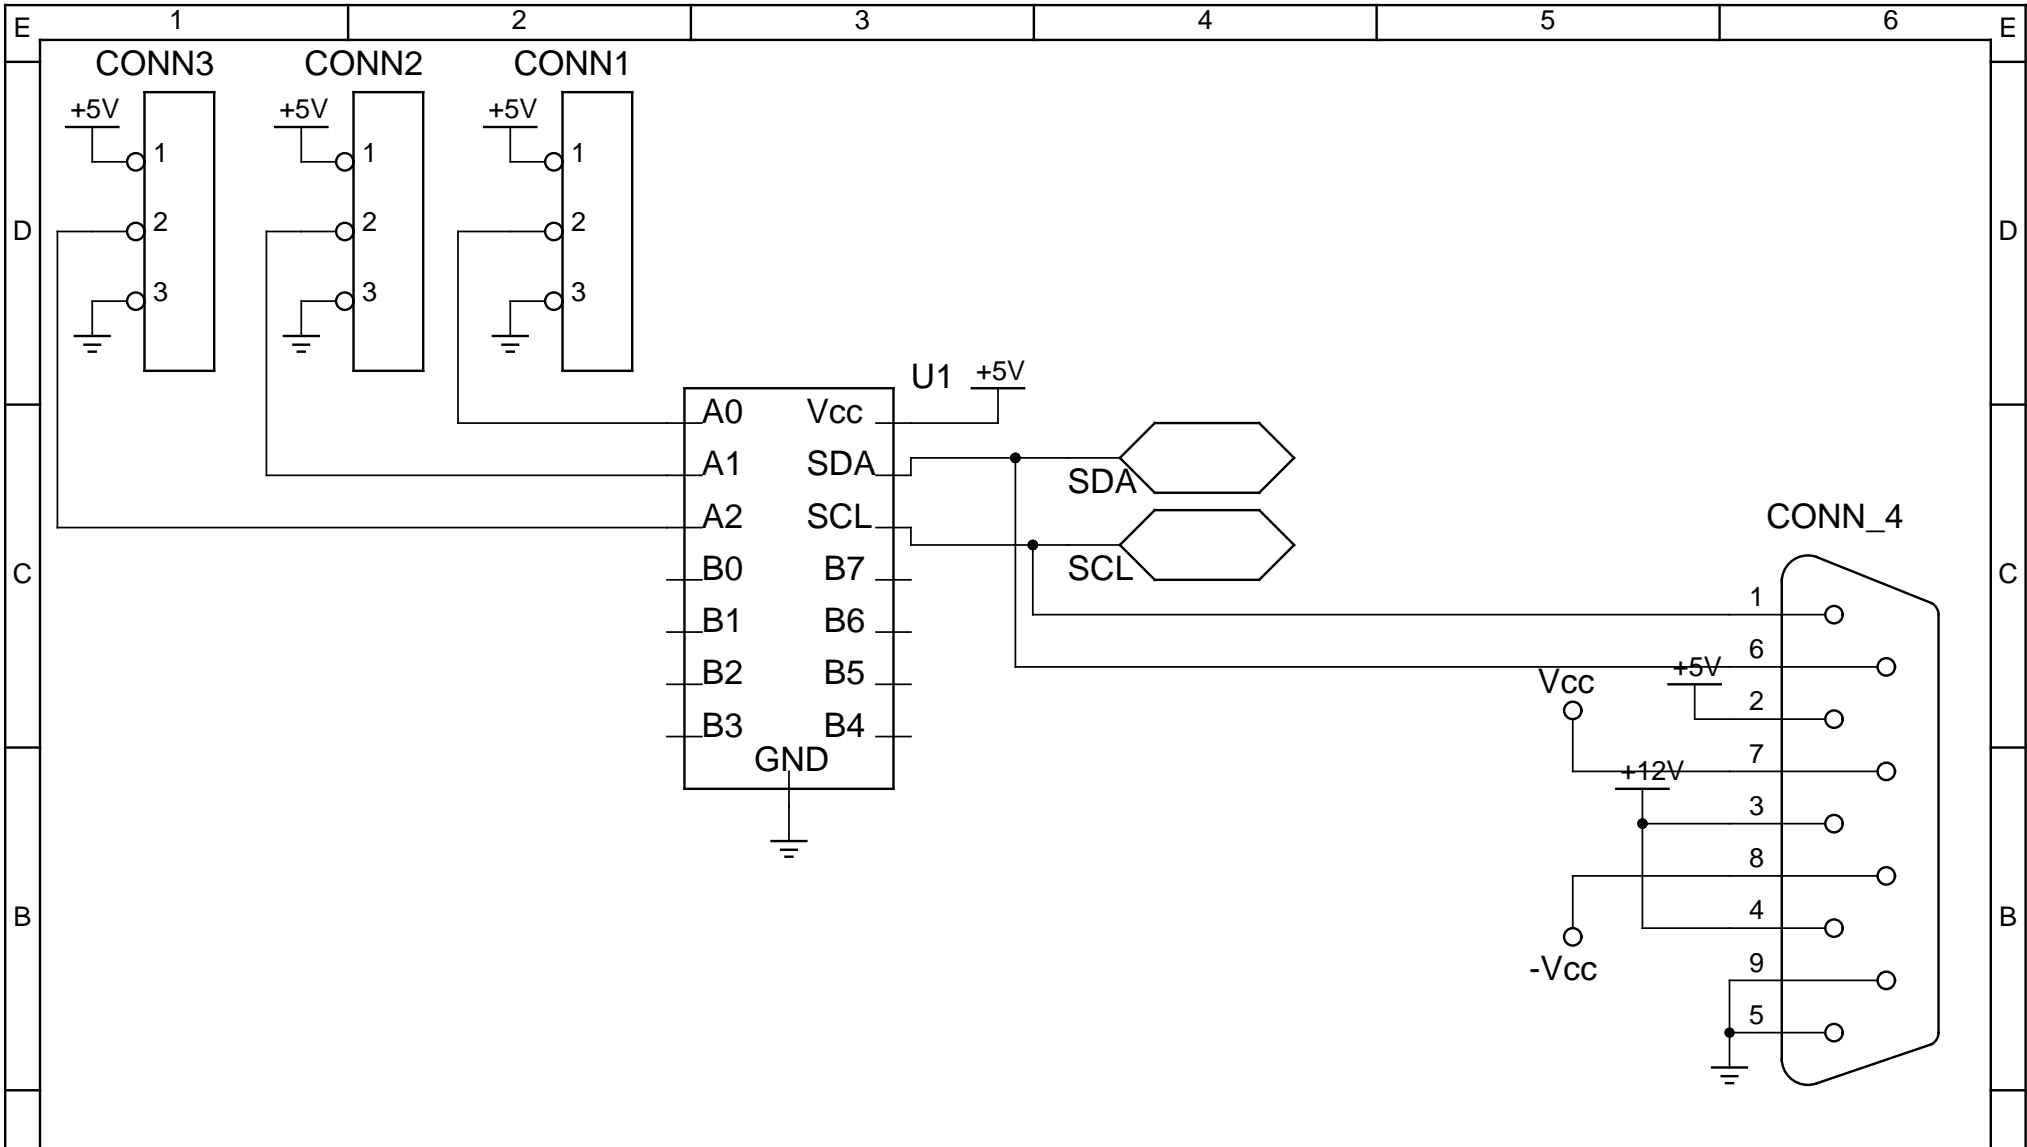 E 1 2 3 4 5 6 E
CONN3 CONN2 CONN1
+5V +5V +5V
1 1 1
D 2 2 2 D
3 3 3
U1 +5V
A0 Vcc
A1 SDA
SDA
A2 SCL
CONN_4
SCL
C B0 B7 C
1
B1 B6
6
B2 B5
Vcc +5V
2
B3 B4
GND
7
+12V
3
8
B 4 B
9
-Vcc
5